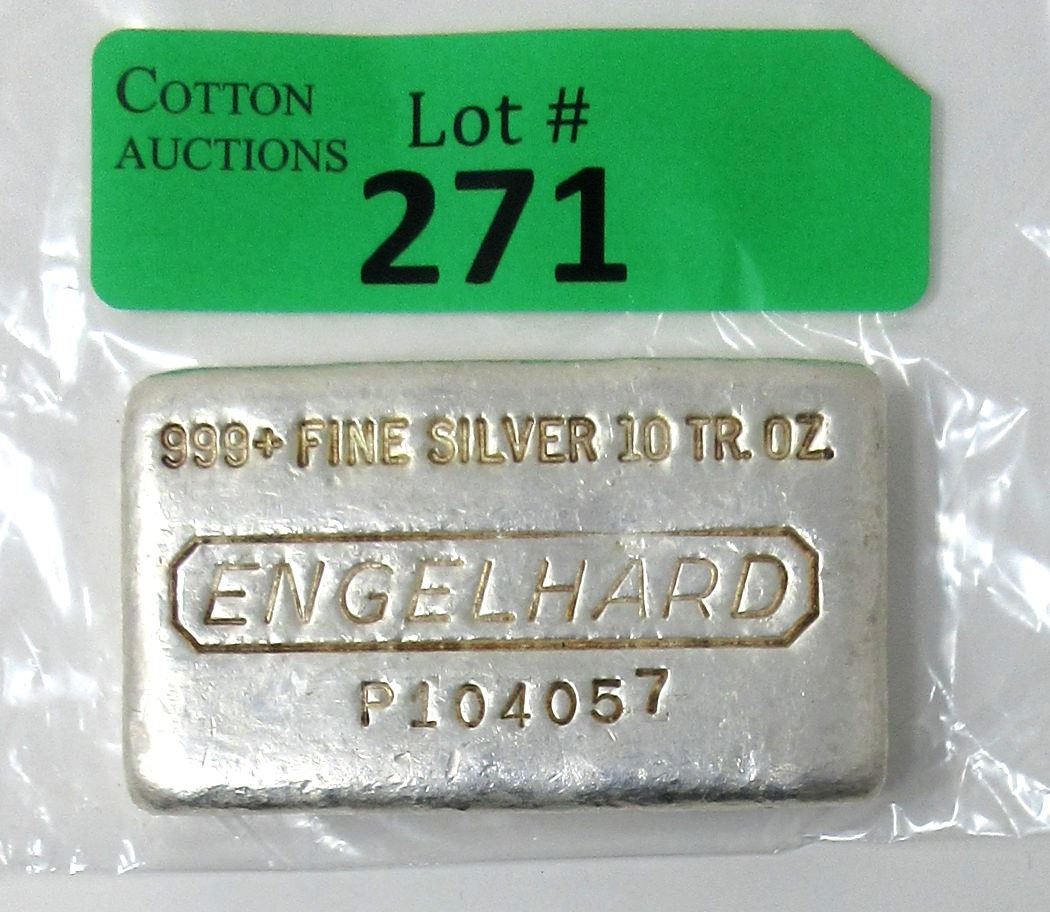 COTTON
AUCTIONS
Lot #
271
999+ FINE SILVER 10 TR. OZ.
ENGELHARD
P104057